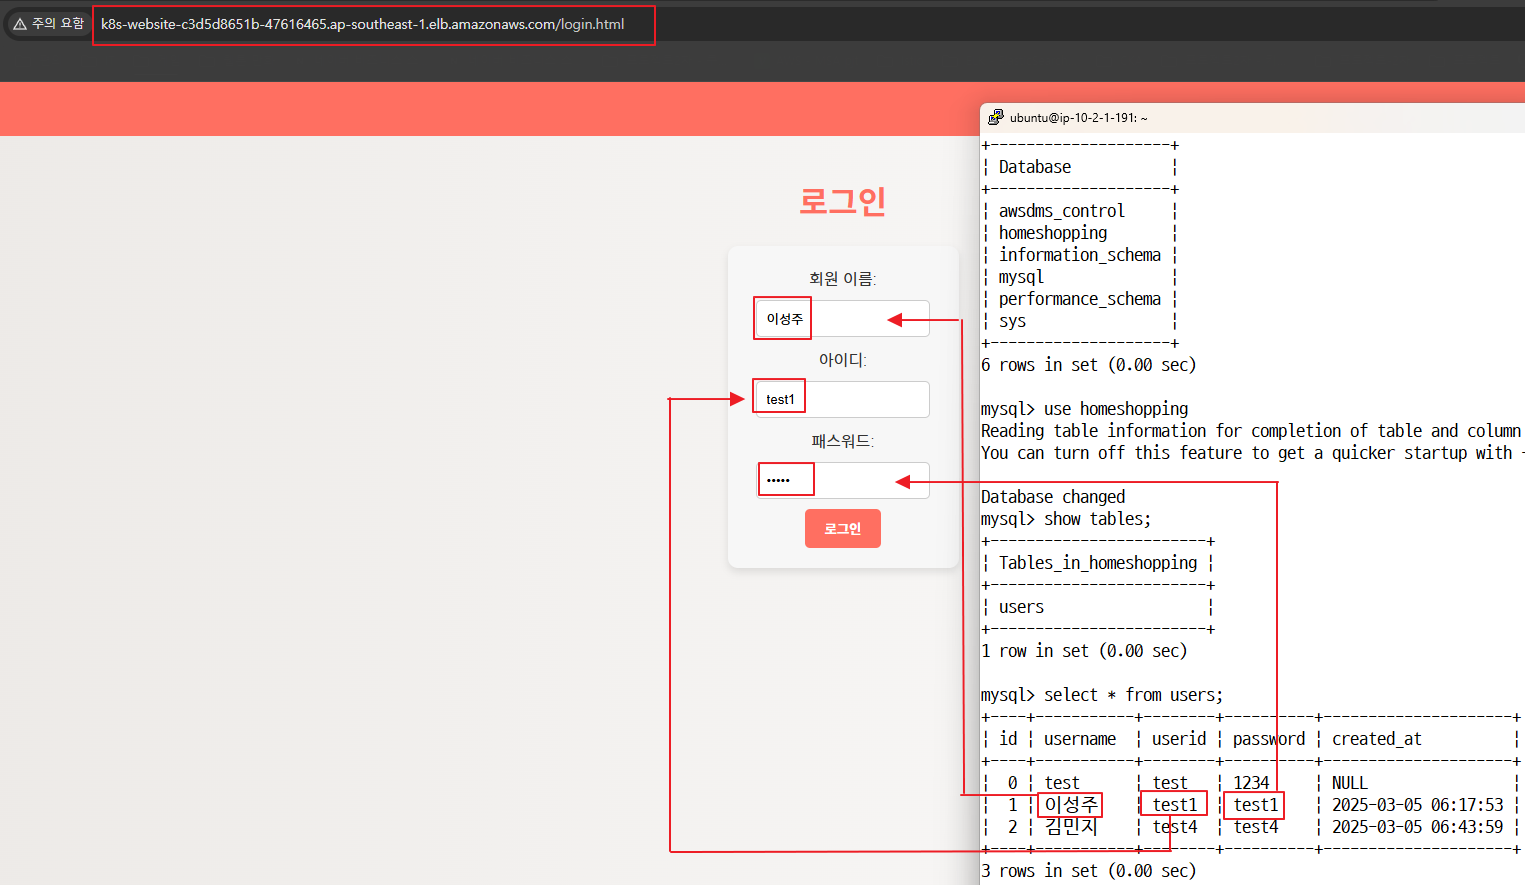 주의 요함 k8s-website-c3d5d8651b-47616465.ap-southeast-1.elb.amazonaws.com/login.html
로그인
회원 이름:
이성주
아이디:
test1
패스워드:
•••••
로그인
ubuntu@ip-10-2-1-191: ~
+--------------------+
| Database           |
+--------------------+
| awsdms_control     |
| homeshopping       |
| information_schema |
| mysql              |
| performance_schema |
| sys                |
+--------------------+
6 rows in set (0.00 sec)
mysql> use homeshopping
Reading table information for completion of table and column
You can turn off this feature to get a quicker startup with -
Database changed
mysql> show tables;
+------------------------+
| Tables_in_homeshopping |
+------------------------+
| users                  |
+------------------------+
1 row in set (0.00 sec)
mysql> select * from users;
+----+-----------+--------+----------+---------------------+
| id | username  | userid | password | created_at          |
+----+-----------+--------+----------+---------------------+
|  0 | test      | test   | 1234     | NULL                |
|  1 | 이성주    | test1  | test1    | 2025-03-05 06:17:53 |
|  2 | 김민지    | test4  | test4    | 2025-03-05 06:43:59 |
+----+-----------+--------+----------+---------------------+
3 rows in set (0.00 sec)